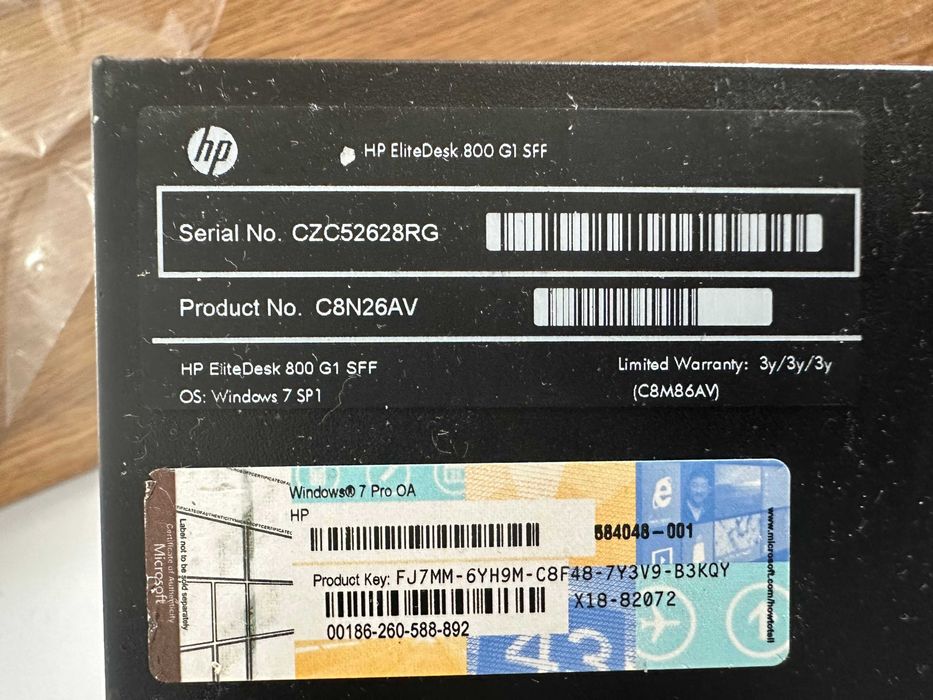 hp
HP EliteDesk 800 G1 SFF
Serial No. CZC52628RG
Product No. C8N26AV
HP EliteDesk 800 G1 SFF
Limited Warranty: 3y/3y/3y
OS: Windows 7 SP1
(C8M86AV)
Windows® 7 Pro OA
HP
584048-001
Product Key: FJ7MM-6YH9M-C8F48-7Y3V9-B3KQY
X18-82072
00186-260-588-892
Label not to be sold separately
Certificate of Authenticity
Microsoft
www.microsoft.com/howtotell